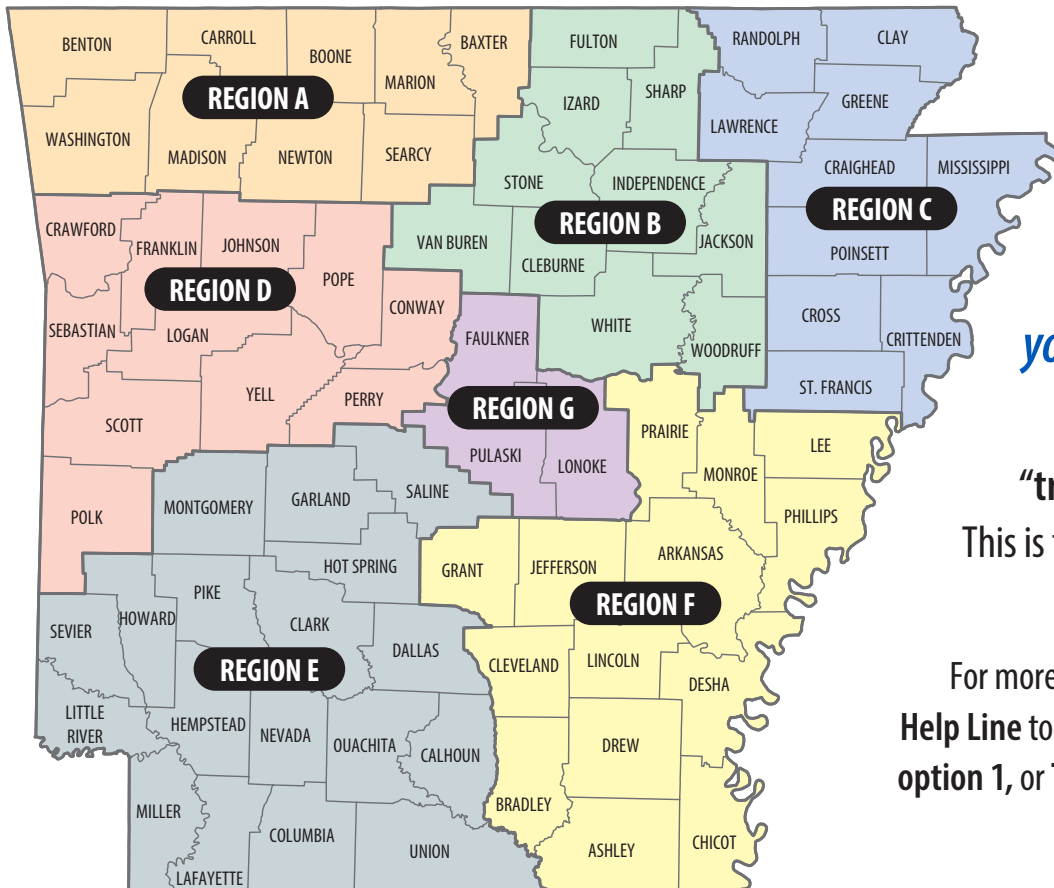 BENTON
CARROLL
BOONE
MARION
BAXTER
REGION A
WASHINGTON
MADISON
NEWTON
SEARCY
FULTON
SHARP
IZARD
STONE
INDEPENDENCE
REGION B
VAN BUREN
CLEBURNE
JACKSON
WHITE
WOODRUFF
RANDOLPH
CLAY
GREENE
LAWRENCE
CRAIGHEAD
MISSISSIPPI
REGION C
POINSETT
CROSS
CRITTENDEN
ST. FRANCIS
CRAWFORD
FRANKLIN
JOHNSON
POPE
REGION D
CONWAY
SEBASTIAN
LOGAN
YELL
PERRY
SCOTT
POLK
FAULKNER
REGION G
PULASKI
LONOKE
MONTGOMERY
GARLAND
SALINE
HOT SPRING
PIKE
HOWARD
SEVIER
CLARK
DALLAS
REGION E
LITTLE
RIVER
HEMPSTEAD
NEVADA
OUACHITA
CALHOUN
MILLER
COLUMBIA
UNION
LAFAYETTE
PRAIRIE
MONROE
LEE
PHILLIPS
ARKANSAS
GRANT
JEFFERSON
REGION F
CLEVELAND
LINCOLN
DESHA
DREW
BRADLEY
ASHLEY
CHICOT
This is
For more
Help Line to
option 1, or